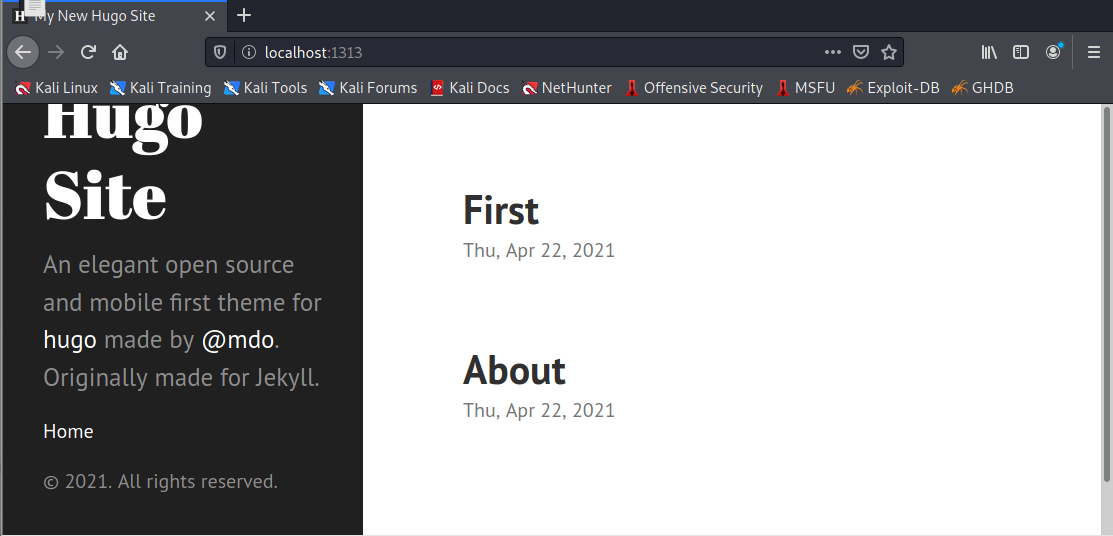 My New Hugo Site
localhost:1313
Kali Linux Kali Training Kali Tools Kali Forums Kali Docs NetHunter Offensive Security MSFU Exploit-DB GHDB
Hugo
Site
An elegant open source
and mobile first theme for
hugo made by @mdo.
Originally made for Jekyll.
Home
© 2021. All rights reserved.
First
Thu, Apr 22, 2021
About
Thu, Apr 22, 2021